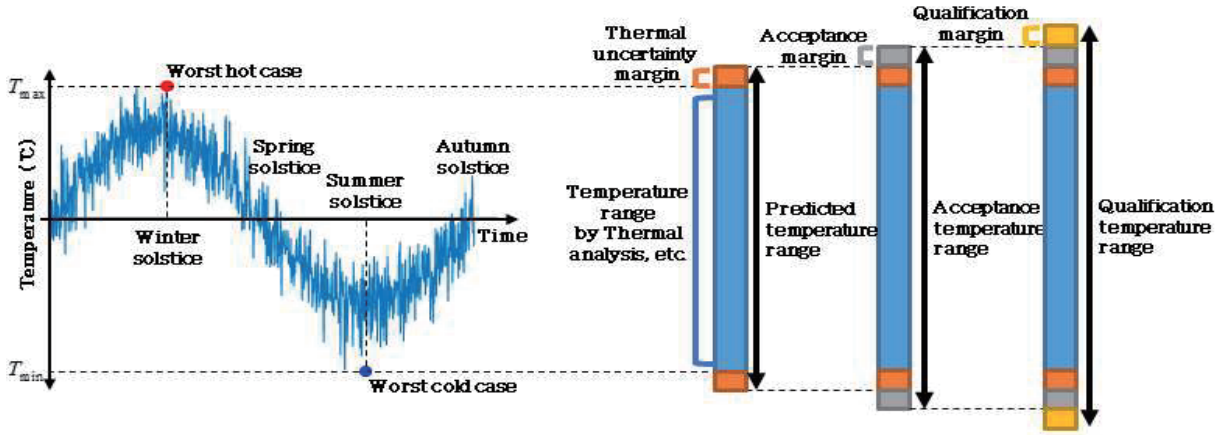 Temperature (℃)
T max
T min
Worst hot case
Spring
solstice
Autumn
solstice
Summer
solstice
Time
Winter
solstice
Worst cold case
Thermal
uncertainty
margin
Acceptance
margin
Qualification
margin
Temperature
range
by Thermal
analysis, etc.
Predicted
temperature
range
Acceptance
temperature
range
Qualification
temperature
range